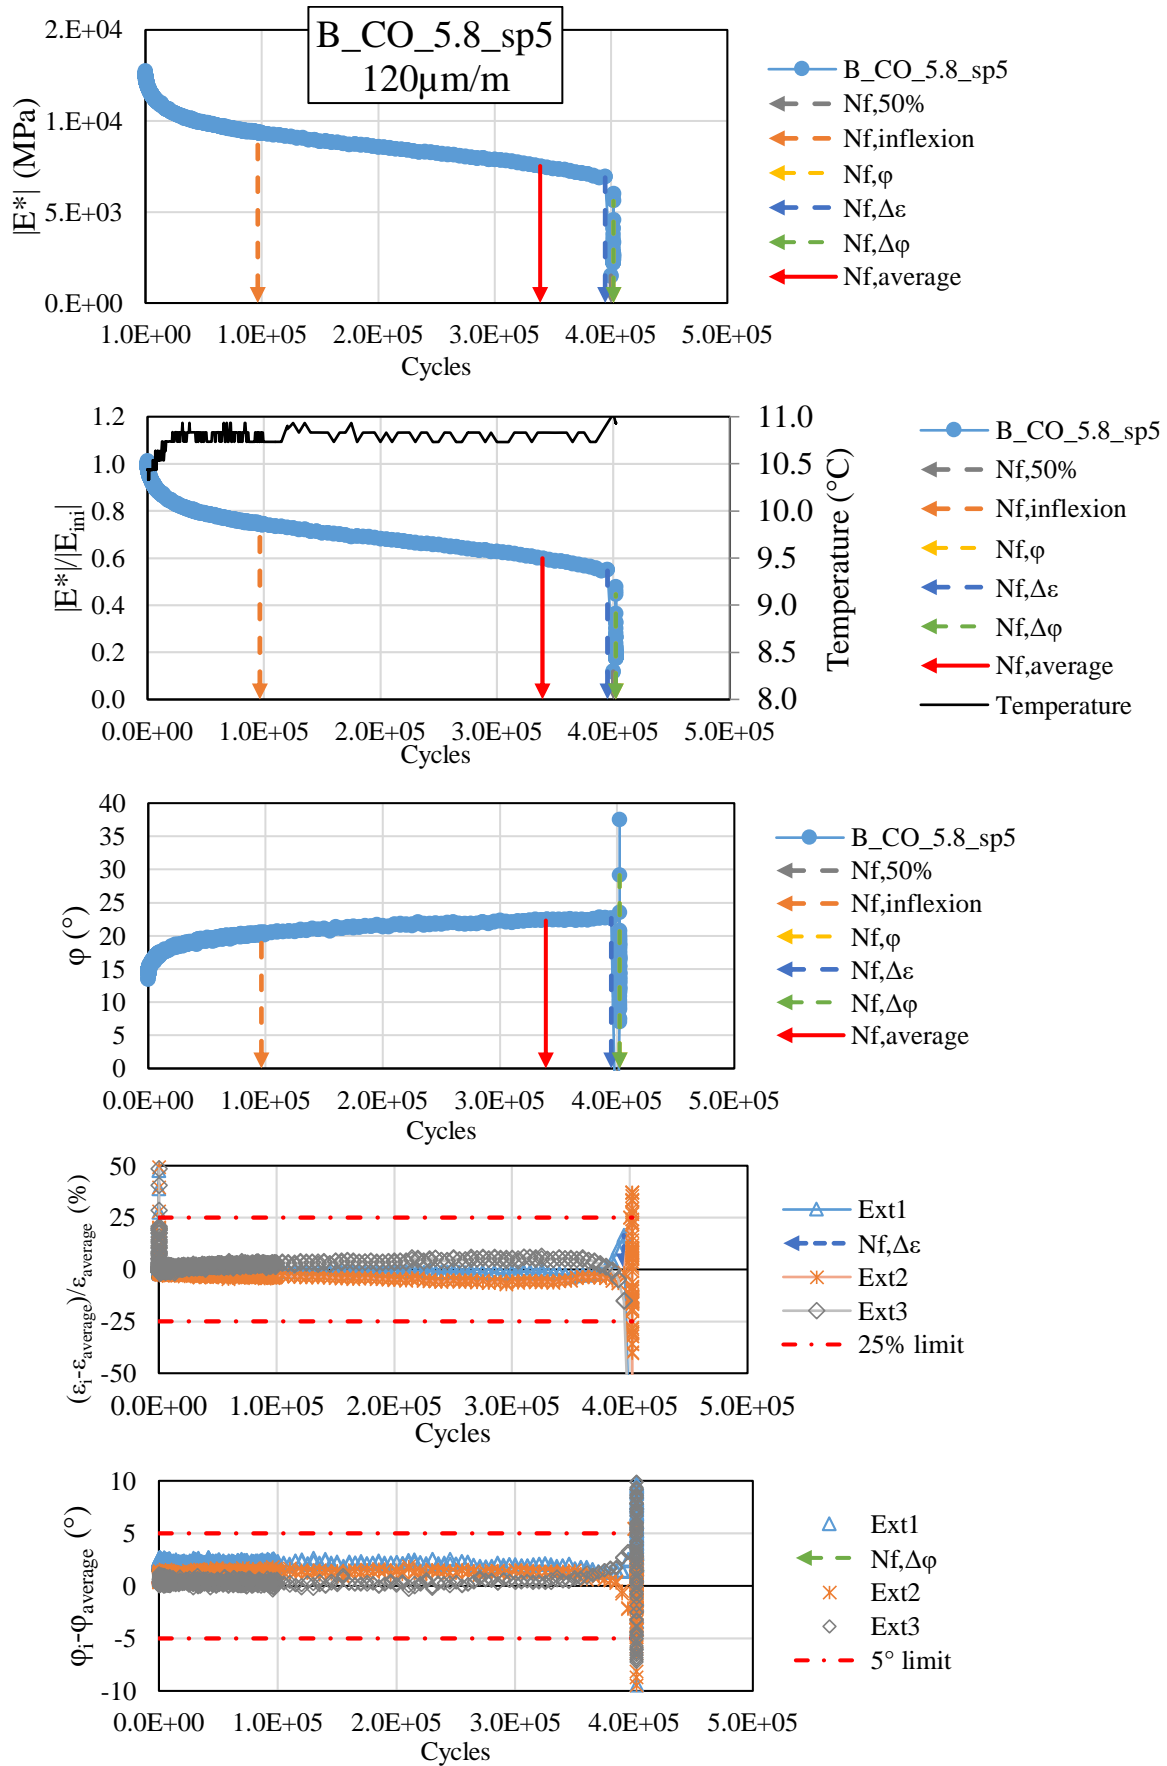 B_CO_5.8_sp5
120μm/m
|E*| (MPa)
2.E+04
1.E+04
5.E+03
0.E+00
1.0E+00 1.0E+05 2.0E+05 3.0E+05 4.0E+05 5.0E+05
Cycles
B_CO_5.8_sp5
Nf,50%
Nf,inflexion
Nf,φ
Nf,Δε
Nf,Δφ
Nf,average
|E*|/|E_ini|
1.2
1.0
0.8
0.6
0.4
0.2
0.0
0.0E+00 1.0E+05 2.0E+05 3.0E+05 4.0E+05 5.0E+05
Cycles
11.0
10.5
10.0
9.5
9.0
8.5
8.0
Temperature (°C)
B_CO_5.8_sp5
Nf,50%
Nf,inflexion
Nf,φ
Nf,Δε
Nf,Δφ
Nf,average
Temperature
φ (°)
40
35
30
25
20
15
10
5
0
0.0E+00 1.0E+05 2.0E+05 3.0E+05 4.0E+05 5.0E+05
Cycles
B_CO_5.8_sp5
Nf,50%
Nf,inflexion
Nf,φ
Nf,Δε
Nf,Δφ
Nf,average
(ε_i-ε_average)/ε_average (%)
50
25
0
-25
-50
0.0E+00 1.0E+05 2.0E+05 3.0E+05 4.0E+05 5.0E+05
Cycles
Ext1
Nf,Δε
Ext2
Ext3
25% limit
φ_i-φ_average (°)
10
5
0
-5
-10
0.0E+00 1.0E+05 2.0E+05 3.0E+05 4.0E+05 5.0E+05
Cycles
Ext1
Nf,Δφ
Ext2
Ext3
5° limit